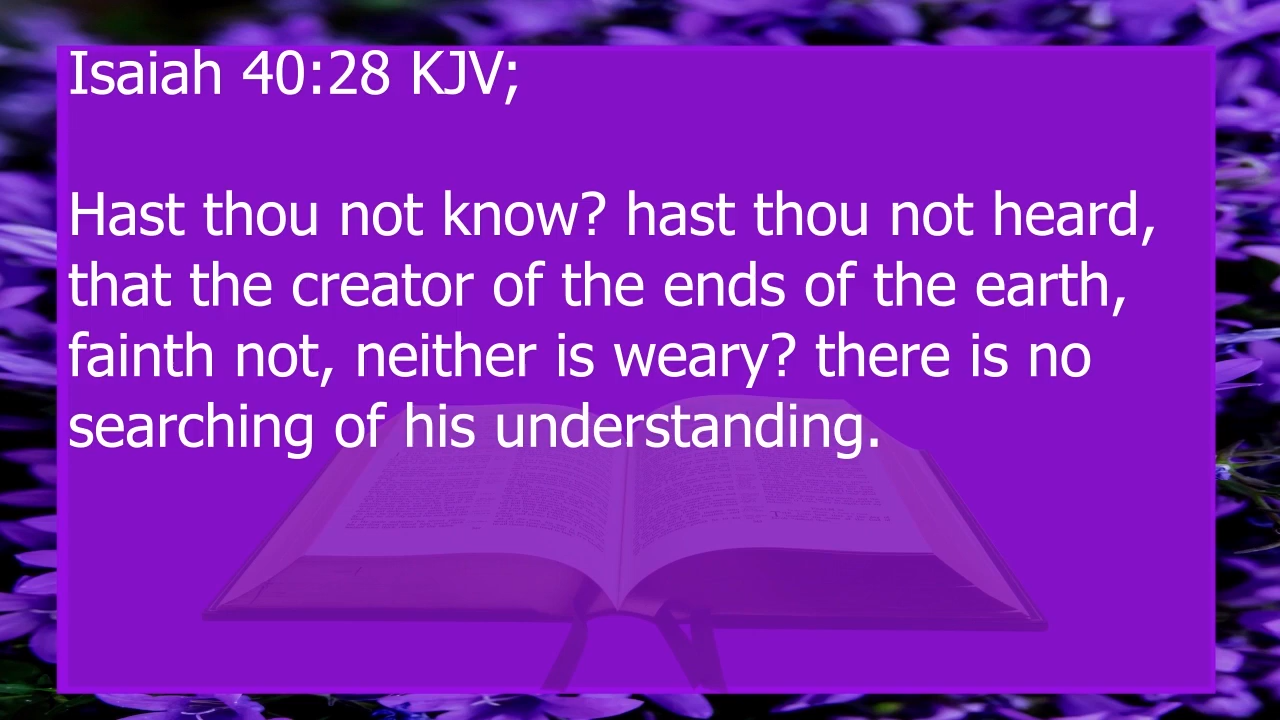 Isaiah 40:28 KJV;
Hast thou not know? hast thou not heard,
that the creator of the ends of the earth,
fainth not, neither is weary? there is no
searching of his understanding.